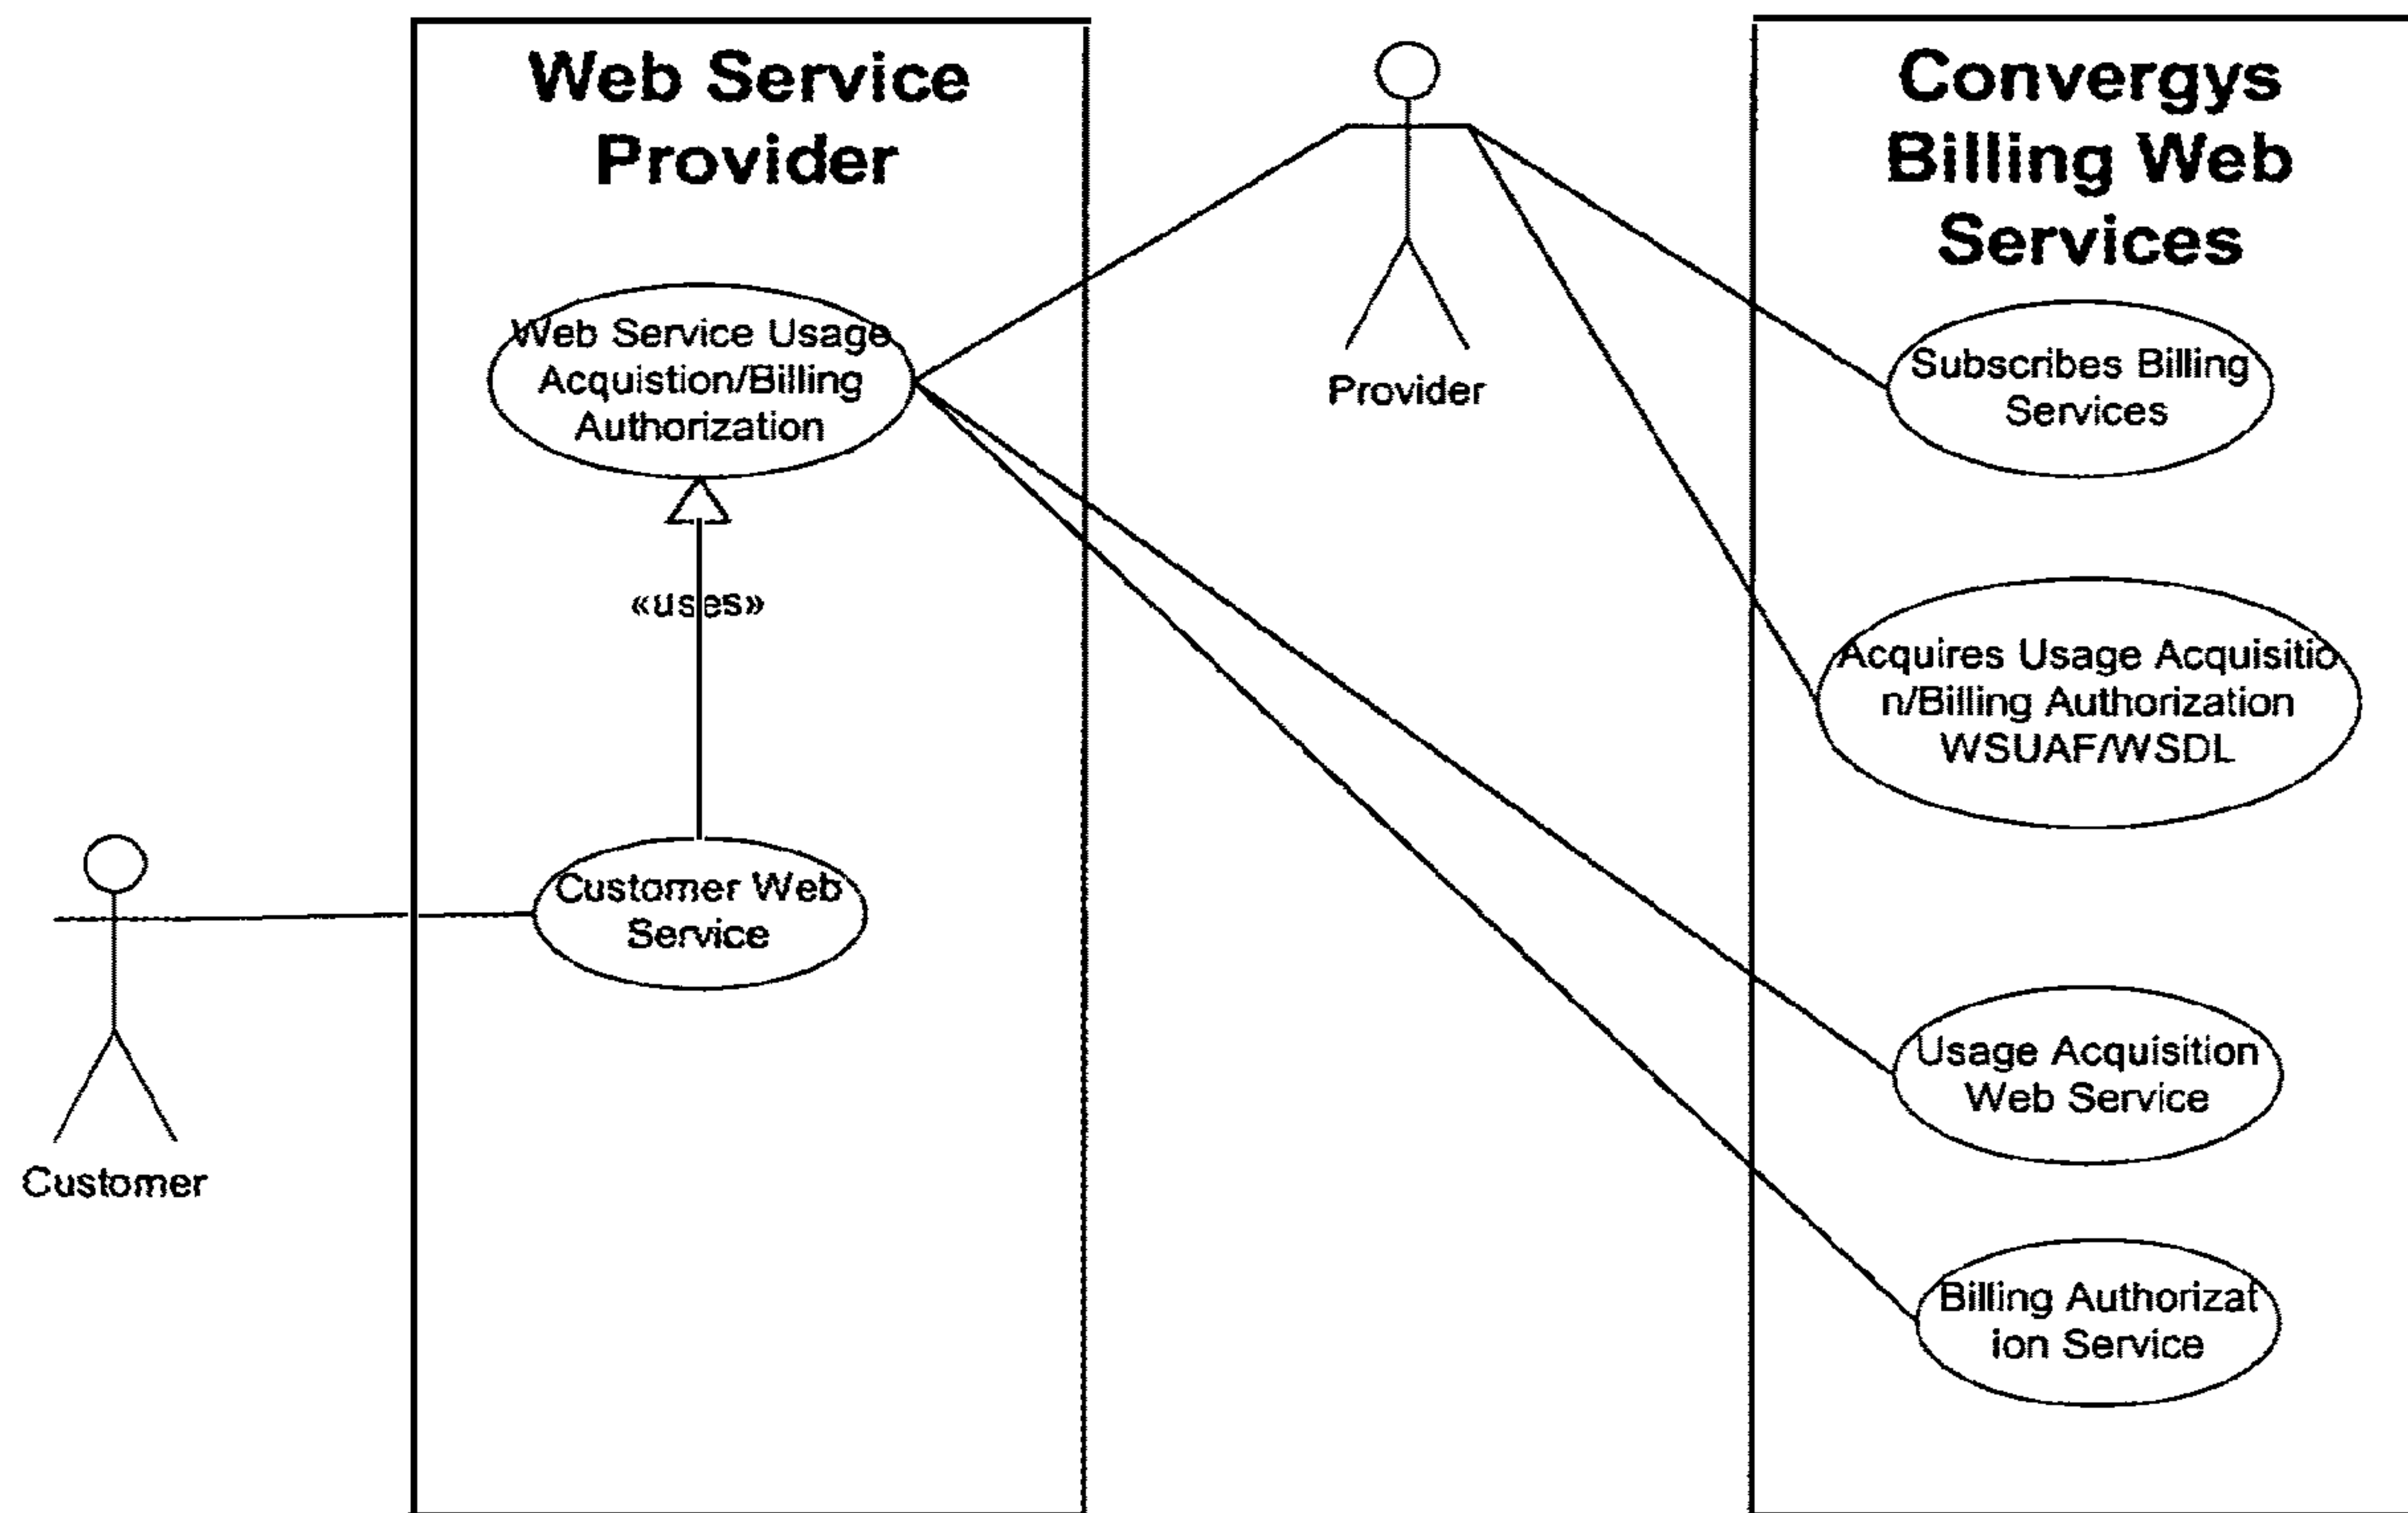 Web Service
Provider
Web Service Usage
Acquistion/Billing
Authorization
«uses»
Customer Web
Service
Customer
Provider
Convergys
Billing Web
Services
Subscribes Billing
Services
Acquires Usage Acquisitio
n/Billing Authorization
WSUAF/WSDL
Usage Acquisition
Web Service
Billing Authorizat
ion Service